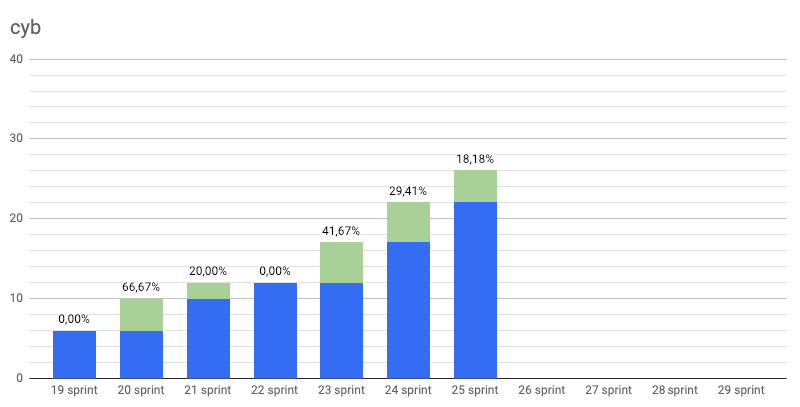 cyb
40
30
20
10
0
0,00%
66,67%
20,00%
0,00%
41,67%
29,41%
18,18%
19 sprint
20 sprint
21 sprint
22 sprint
23 sprint
24 sprint
25 sprint
26 sprint
27 sprint
28 sprint
29 sprint